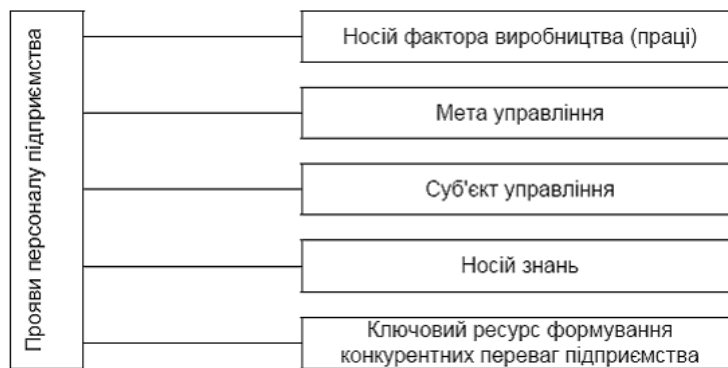 Прояви персоналу підприємства
Носій фактора виробництва (праці)
Мета управління
Суб'єкт управління
Носій знань
Ключовий ресурс формування
конкурентних переваг підприємства